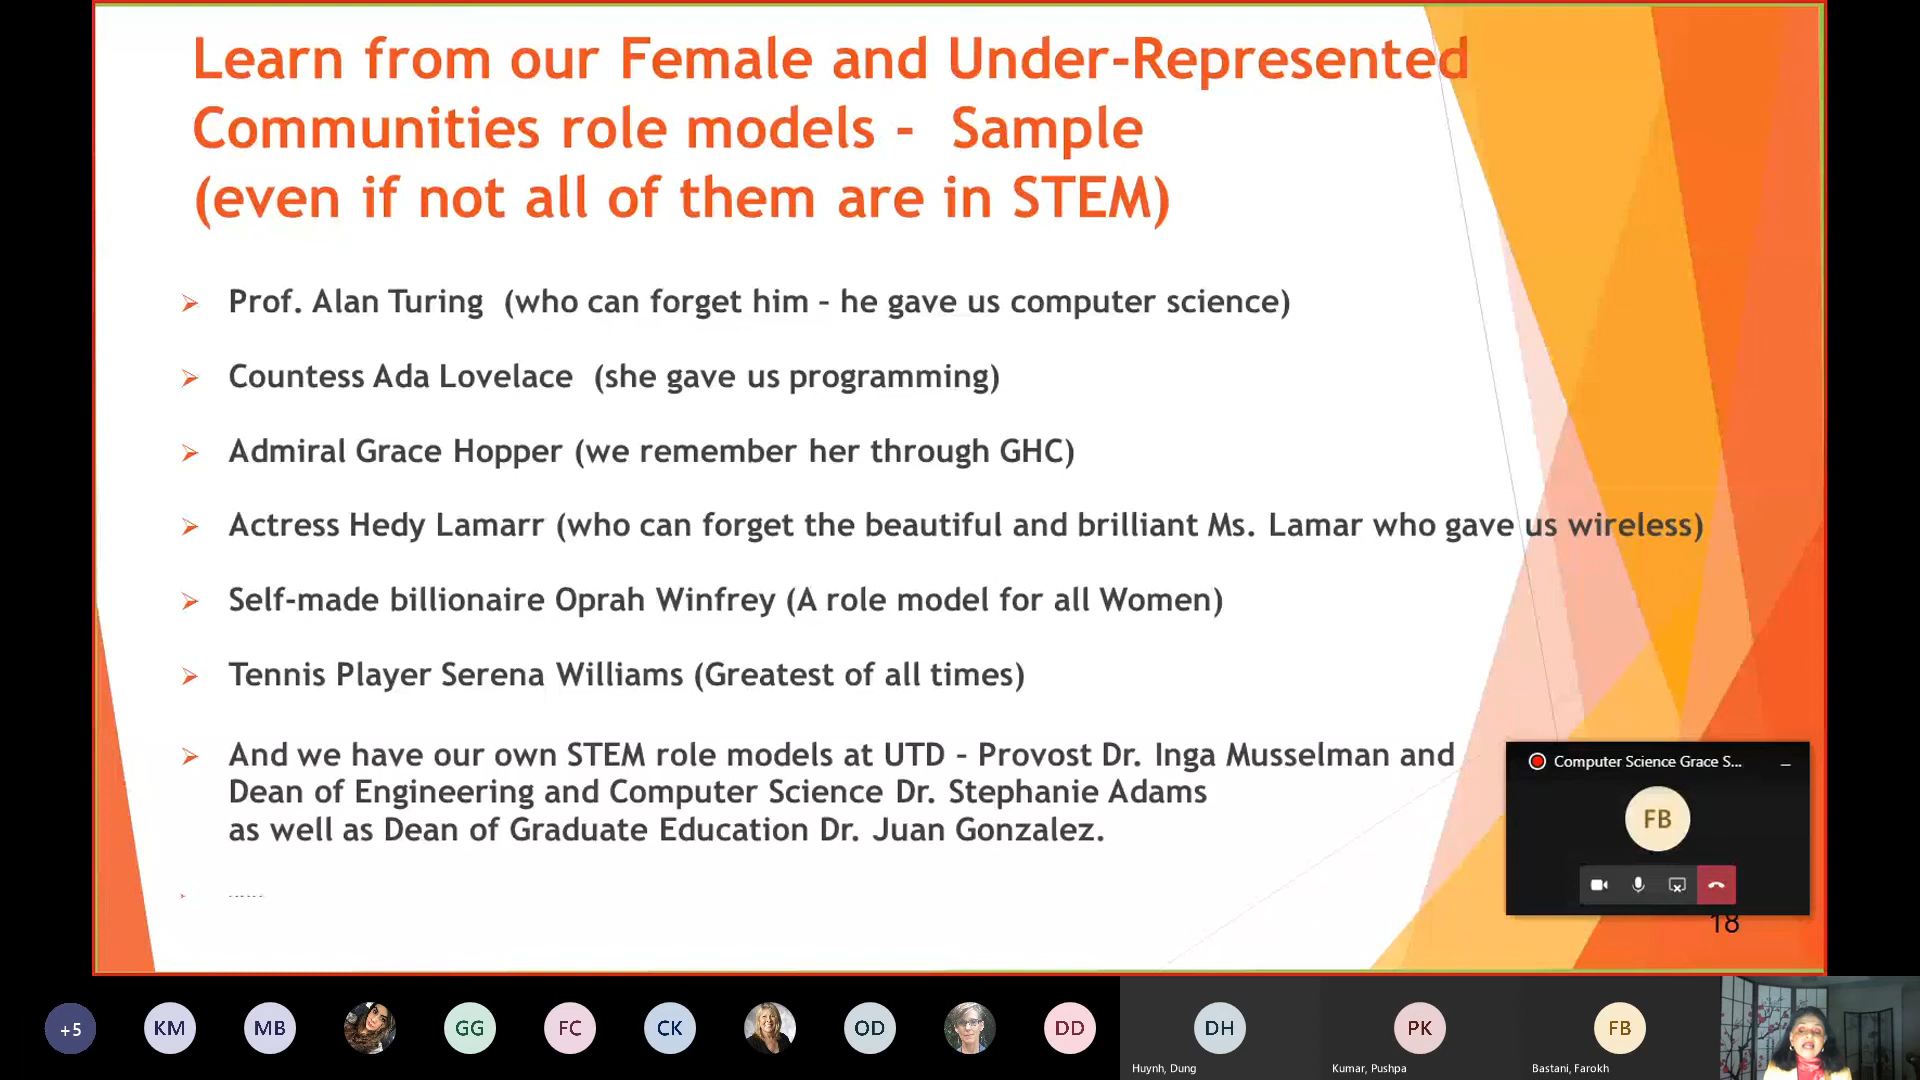 Learn from our Female and Under-Represented
Communities role models - Sample
(even if not all of them are in STEM)
Prof. Alan Turing (who can forget him – he gave us computer science)
Countess Ada Lovelace (she gave us programming)
Admiral Grace Hopper (we remember her through GHC)
Actress Hedy Lamarr (who can forget the beautiful and brilliant Ms. Lamar who gave us wireless)
Self-made billionaire Oprah Winfrey (A role model for all Women)
Tennis Player Serena Williams (Greatest of all times)
And we have our own STEM role models at UTD – Provost Dr. Inga Musselman and
Dean of Engineering and Computer Science Dr. Stephanie Adams
as well as Dean of Graduate Education Dr. Juan Gonzalez.
Computer Science Grace S...
FB
18
+5
KM
MB
GG
FC
CK
OD
DD
DH
PK
FB
Huynh, Dung
Kumar, Pushpa
Bastani, Farokh